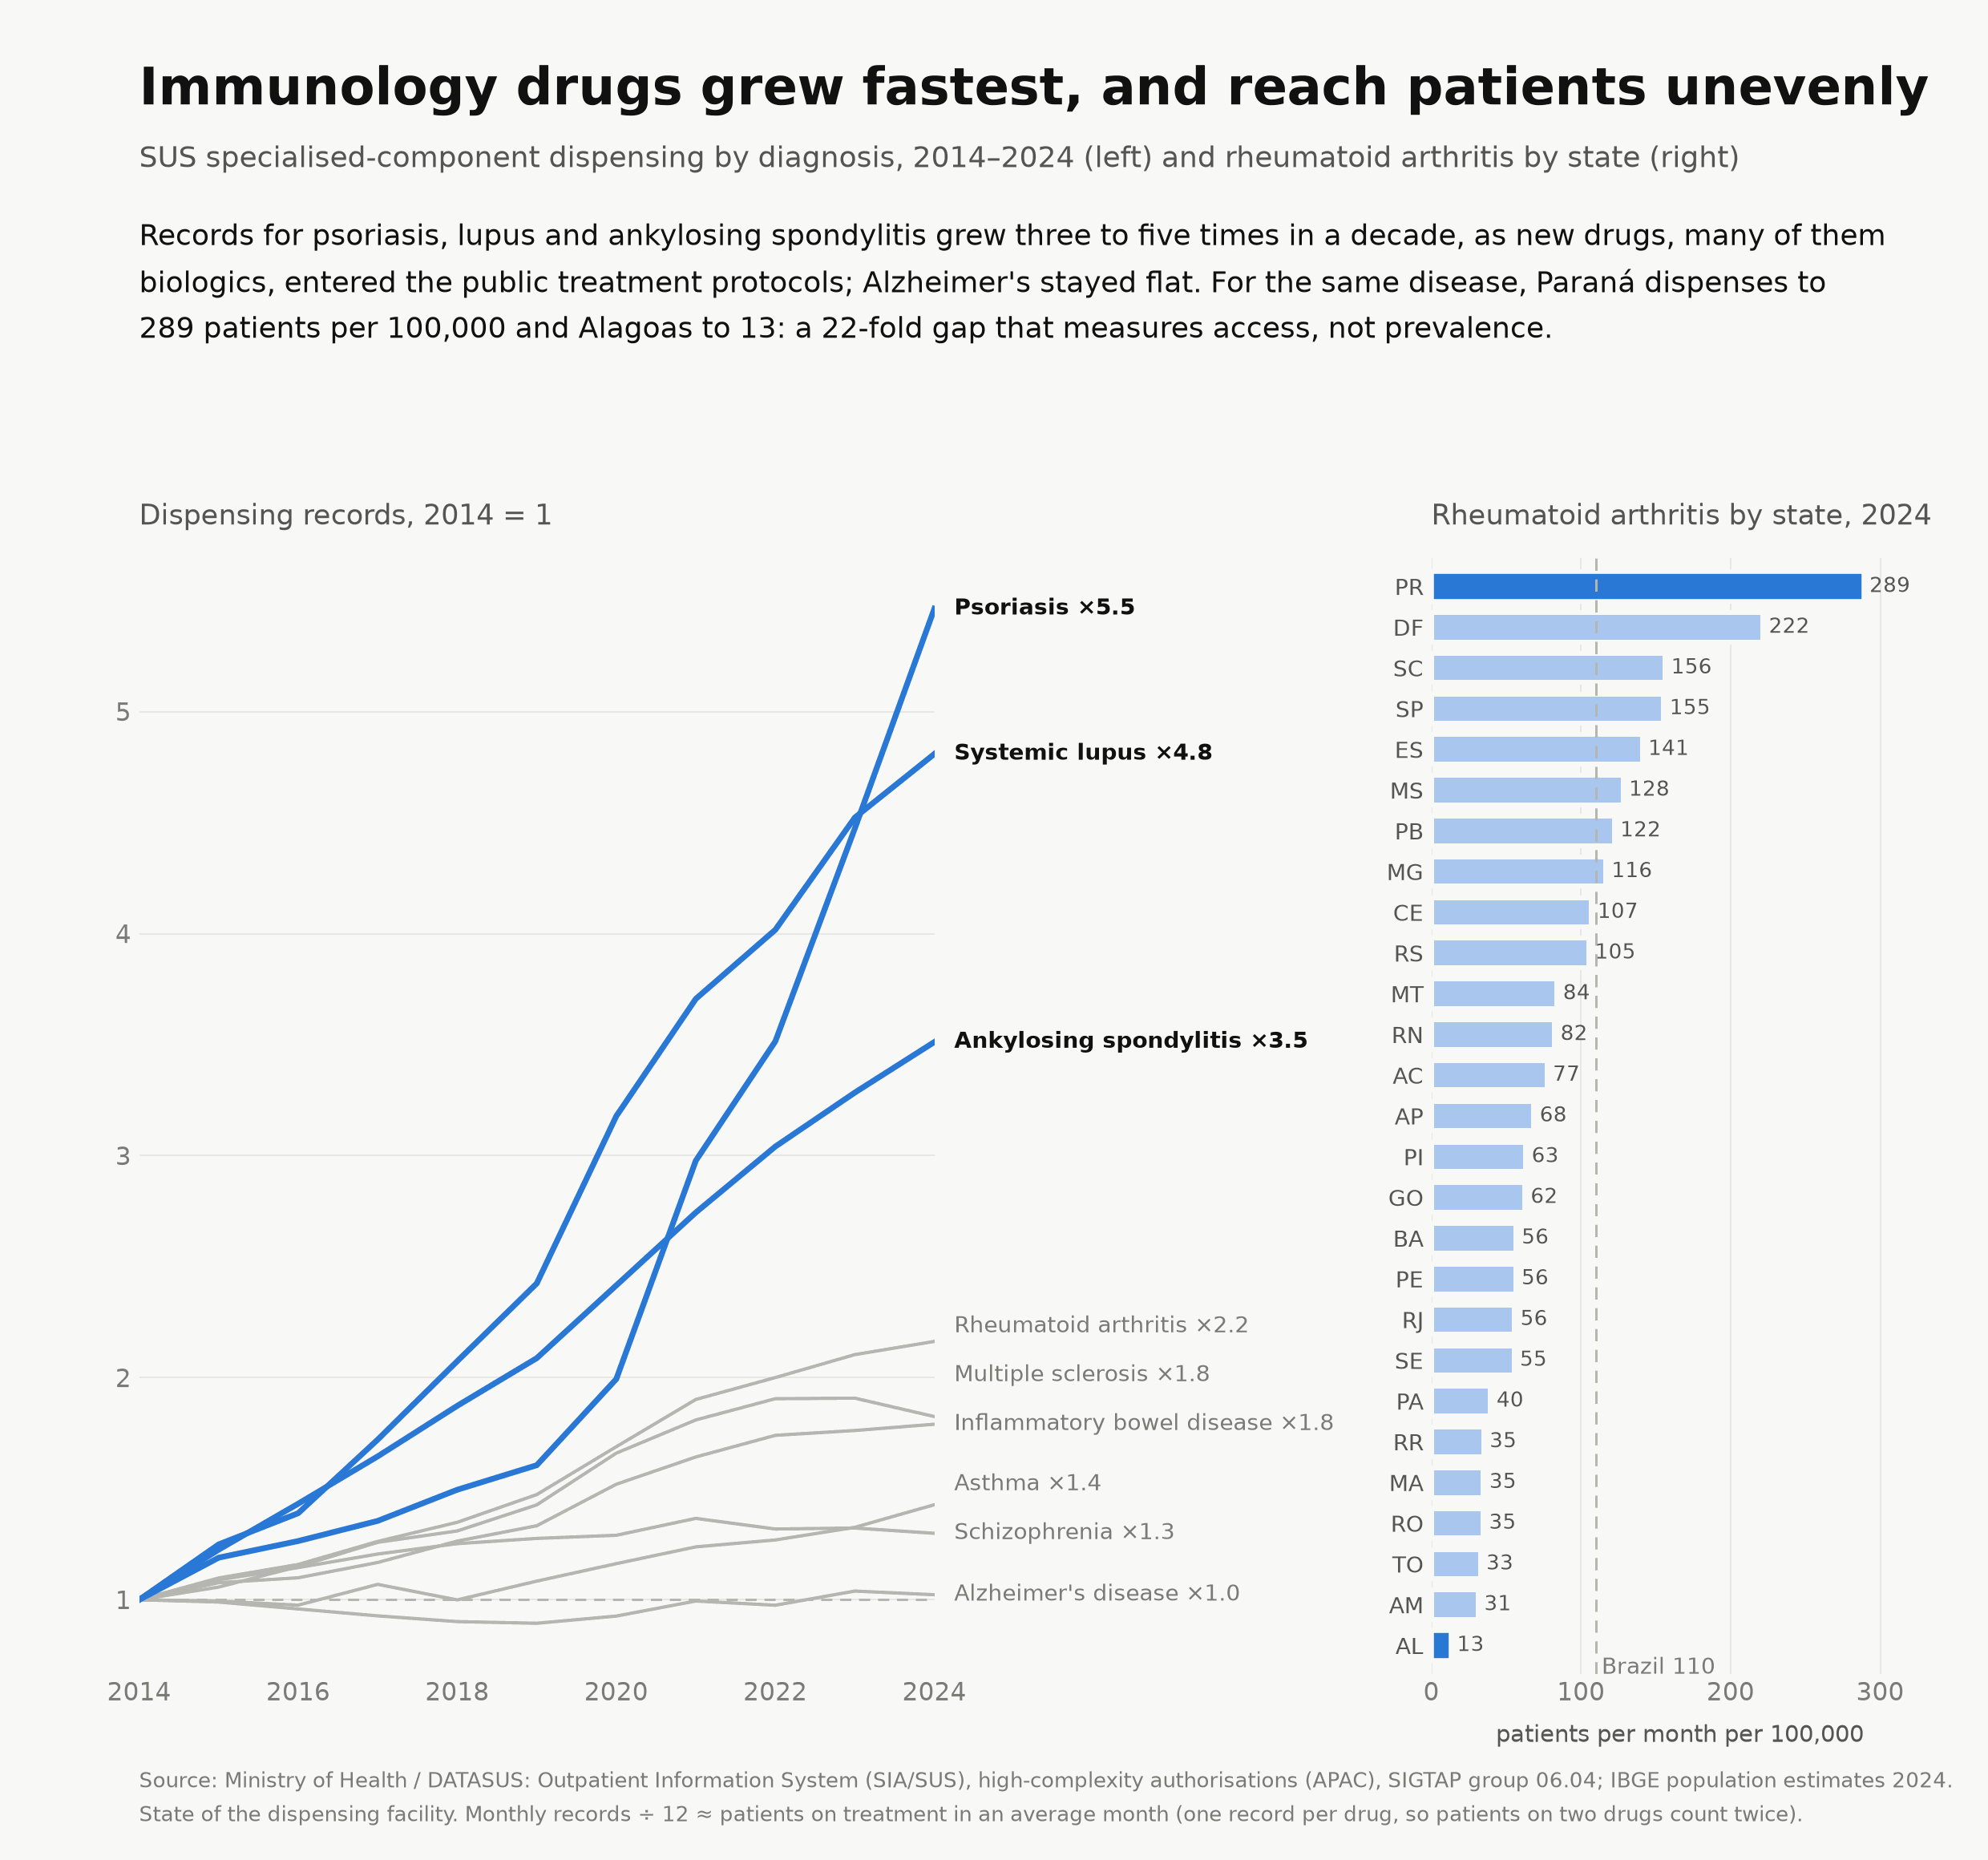 Immunology drugs grew fastest, and reach patients unevenly
SUS specialised-component dispensing by diagnosis, 2014–2024 (left) and rheumatoid arthritis by state (right)
Records for psoriasis, lupus and ankylosing spondylitis grew three to five times in a decade, as new drugs, many of them
biologics, entered the public treatment protocols; Alzheimer's stayed flat. For the same disease, Paraná dispenses to
289 patients per 100,000 and Alagoas to 13: a 22-fold gap that measures access, not prevalence.
Dispensing records, 2014 = 1
5
4
3
2
1
2014 2016 2018 2020 2022 2024
Psoriasis ×5.5
Systemic lupus ×4.8
Ankylosing spondylitis ×3.5
Rheumatoid arthritis ×2.2
Multiple sclerosis ×1.8
Inflammatory bowel disease ×1.8
Asthma ×1.4
Schizophrenia ×1.3
Alzheimer's disease ×1.0
Rheumatoid arthritis by state, 2024
PR 289
DF 222
SC 156
SP 155
ES 141
MS 128
PB 122
MG 116
CE 107
RS 105
MT 84
RN 82
AC 77
AP 68
PI 63
GO 62
BA 56
PE 56
RJ 56
SE 55
PA 40
RR 35
MA 35
RO 35
TO 33
AM 31
AL 13
Brazil 110
0 100 200 300
patients per month per 100,000
Source: Ministry of Health / DATASUS: Outpatient Information System (SIA/SUS), high-complexity authorisations (APAC), SIGTAP group 06.04; IBGE population estimates 2024.
State of the dispensing facility. Monthly records ÷ 12 ≈ patients on treatment in an average month (one record per drug, so patients on two drugs count twice).